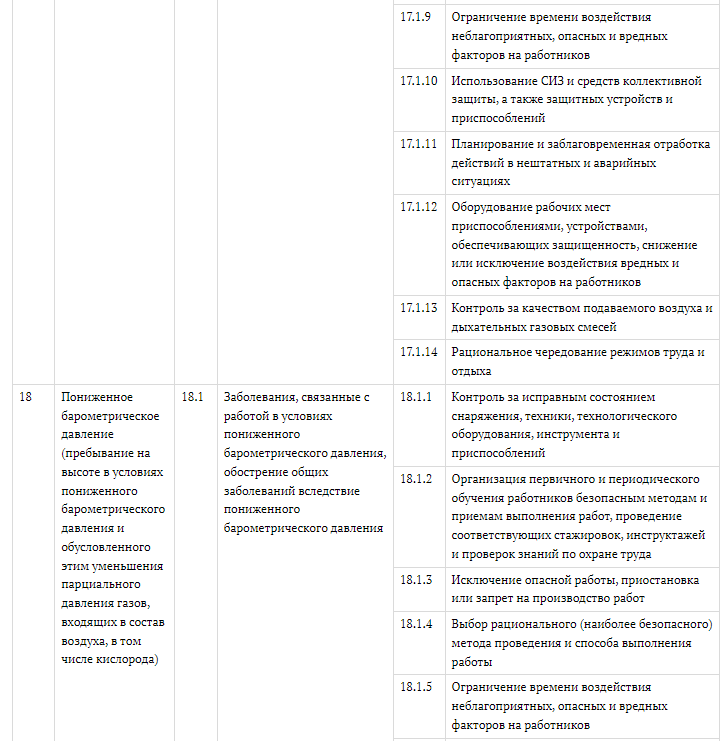 17.1.9
Ограничение времени воздействия
неблагоприятных, опасных и вредных
факторов на работников
17.1.10
Использование СИЗ и средств коллективной
защиты, а также защитных устройств и
приспособлений
17.1.11
Планирование и заблаговременная отработка
действий в нештатных и аварийных
ситуациях
17.1.12
Оборудование рабочих мест
приспособлениями, устройствами,
обеспечивающих защищенность, снижение
или исключение воздействия вредных и
опасных факторов на работников
17.1.13
Контроль за качеством подаваемого воздуха и
дыхательных газовых смесей
17.1.14
Рациональное чередование режимов труда и
отдыха
18
Пониженное
барометрическое
давление
(пребывание на
высоте в условиях
пониженного
барометрического
давления и
обусловленного
этим уменьшения
парциального
давления газов,
входящих в состав
воздуха, в том
числе кислорода)
18.1
Заболевания, связанные с
работой в условиях
пониженного
барометрического давления,
обострение общих
заболеваний вследствие
пониженного
барометрического давления
18.1.1
Контроль за исправным состоянием
снаряжения, техники, технологического
оборудования, инструмента и
приспособлений
18.1.2
Организация первичного и периодического
обучения работников безопасным методам и
приемам выполнения работ, проведение
соответствующих стажировок, инструктажей
и проверок знаний по охране труда
18.1.3
Исключение опасной работы, приостановка
или запрет на производство работ
18.1.4
Выбор рационального (наиболее безопасного)
метода проведения и способа выполнения
работы
18.1.5
Ограничение времени воздействия
неблагоприятных, опасных и вредных
факторов на работников